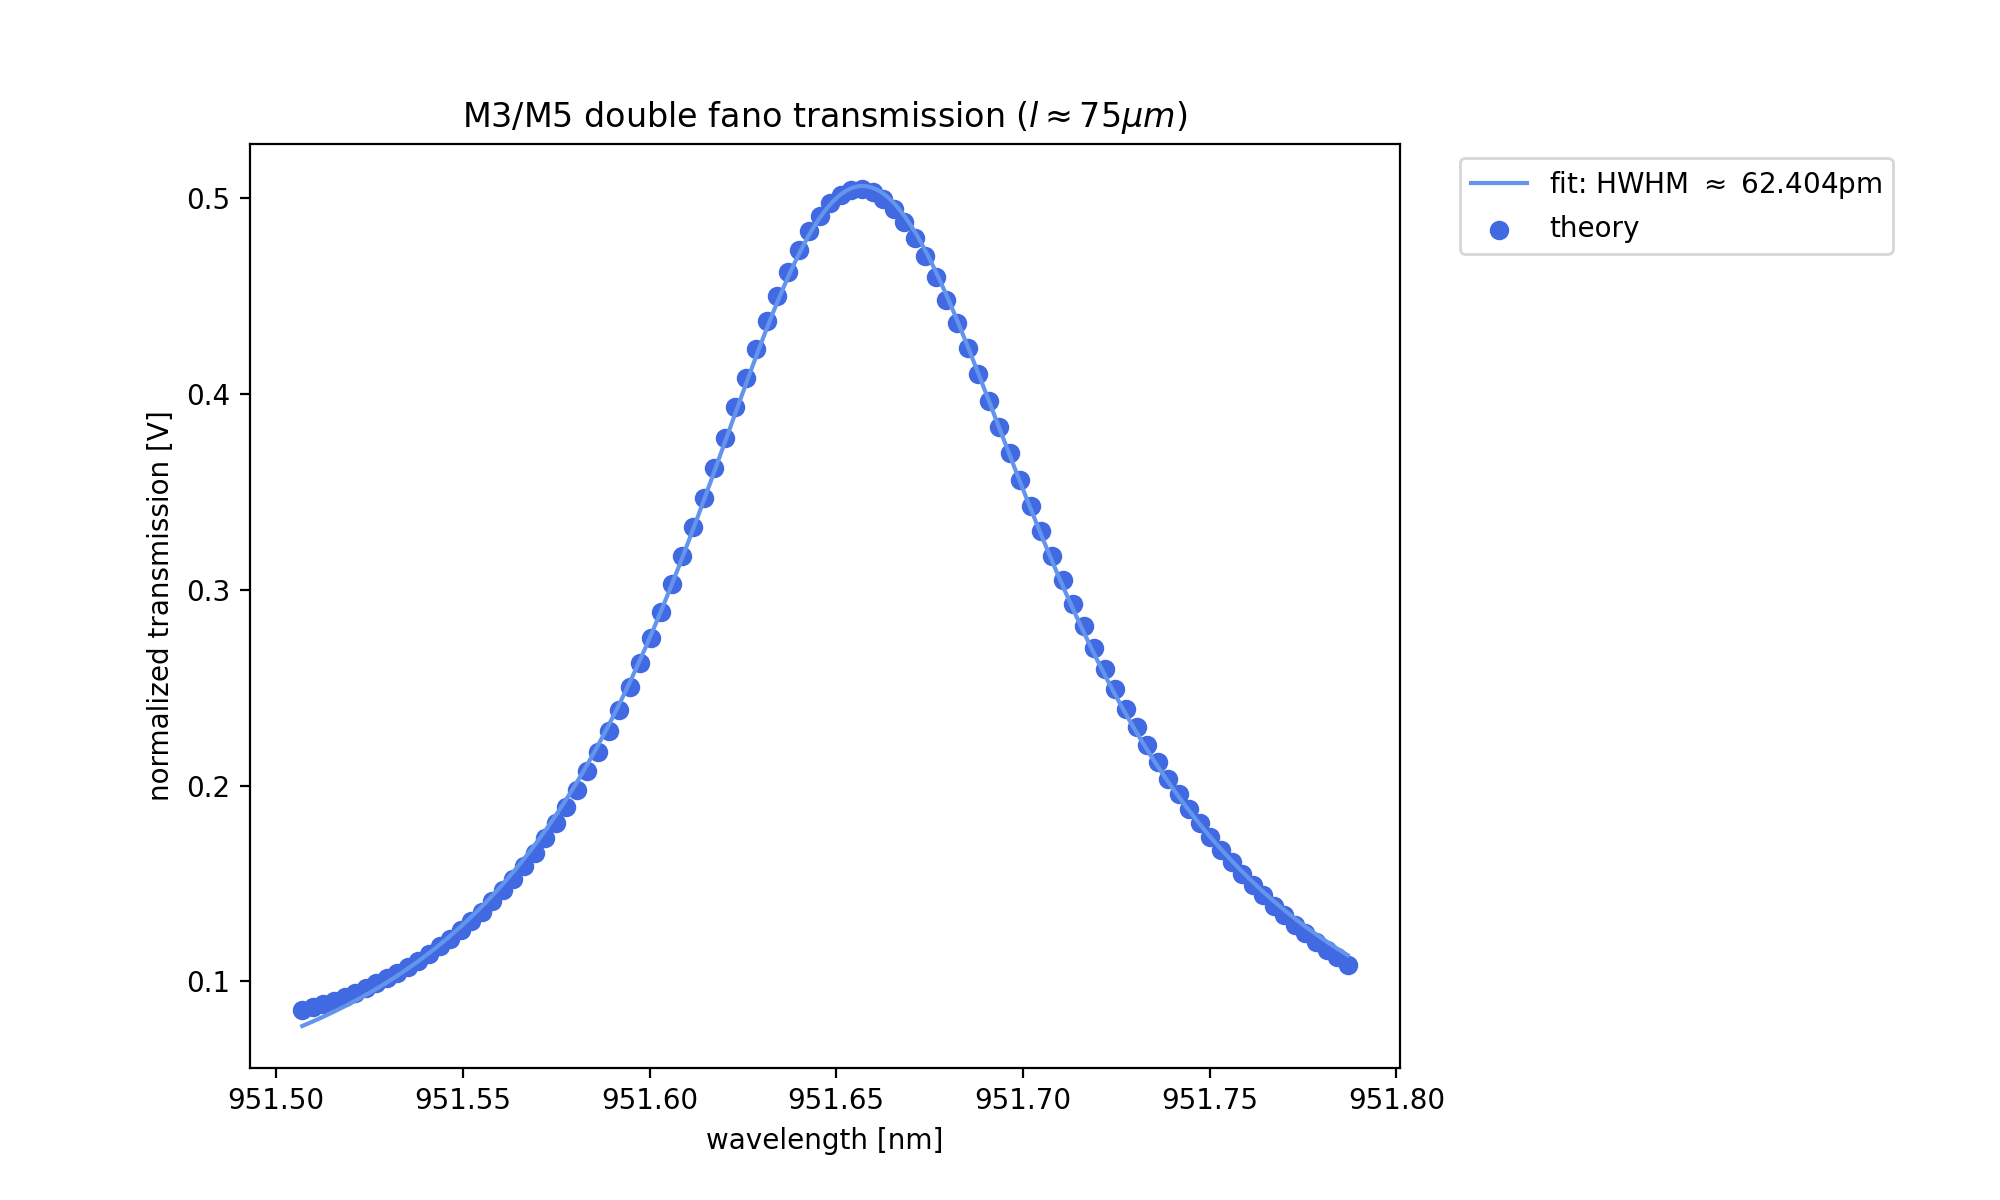 M3/M5 double fano transmission (l ≈ 75μm)
fit: HWHM ≈ 62.404pm
theory
normalized transmission [V]
0.5
0.4
0.3
0.2
0.1
951.50 951.55 951.60 951.65 951.70 951.75 951.80
wavelength [nm]